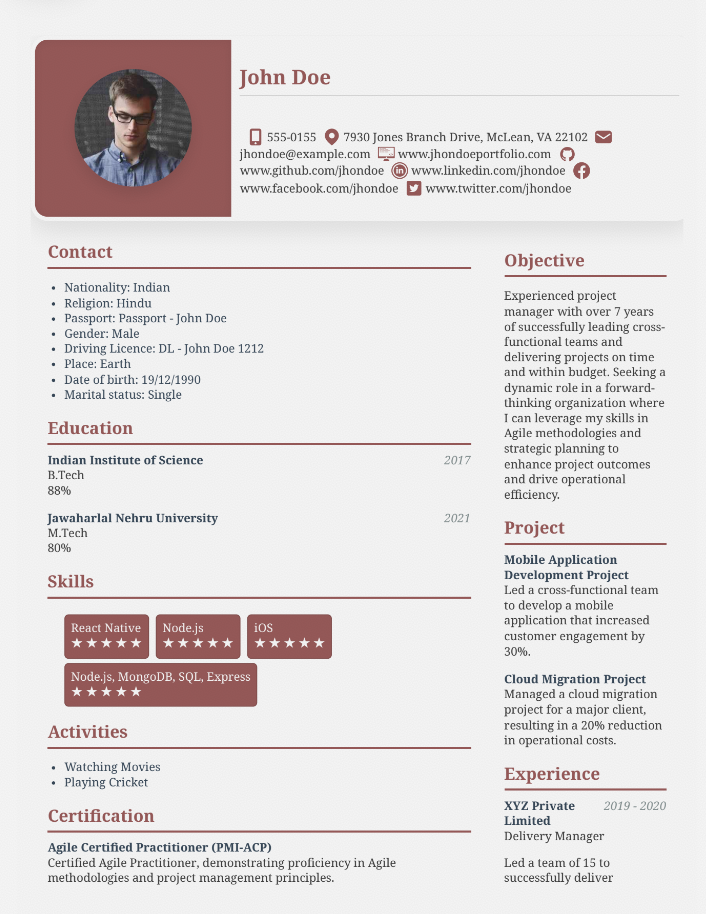 John Doe
555-0155 7930 Jones Branch Drive, McLean, VA 22102
jhondoe@example.com www.jhondoeportfolio.com
www.github.com/jhondoe www.linkedin.com/jhondoe
www.facebook.com/jhondoe www.twitter.com/jhondoe
Contact
• Nationality: Indian
• Religion: Hindu
• Passport: Passport - John Doe
• Gender: Male
• Driving Licence: DL - John Doe 1212
• Place: Earth
• Date of birth: 19/12/1990
• Marital status: Single
Education
Indian Institute of Science 2017
B.Tech
88%
Jawaharlal Nehru University 2021
M.Tech
80%
Skills
React Native Node.js iOS
★★★★★ ★★★★★ ★★★★★
Node.js, MongoDB, SQL, Express
★★★★★
Activities
• Watching Movies
• Playing Cricket
Certification
Agile Certified Practitioner (PMI-ACP)
Certified Agile Practitioner, demonstrating proficiency in Agile
methodologies and project management principles.
Objective
Experienced project
manager with over 7 years
of successfully leading cross-
functional teams and
delivering projects on time
and within budget. Seeking a
dynamic role in a forward-
thinking organization where
I can leverage my skills in
Agile methodologies and
strategic planning to
enhance project outcomes
and drive operational
efficiency.
Project
Mobile Application
Development Project
Led a cross-functional team
to develop a mobile
application that increased
customer engagement by
30%.
Cloud Migration Project
Managed a cloud migration
project for a major client,
resulting in a 20% reduction
in operational costs.
Experience
XYZ Private 2019 - 2020
Limited
Delivery Manager
Led a team of 15 to
successfully deliver